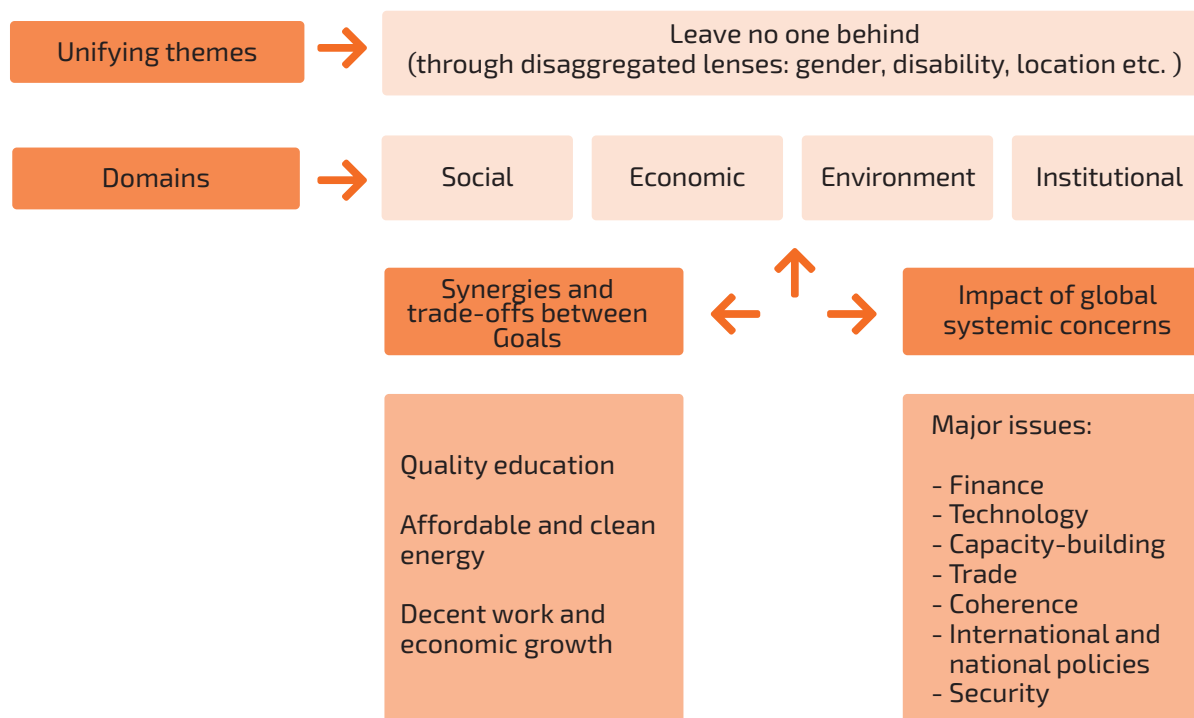 Unifying themes
Leave no one behind
(through disaggregated lenses: gender, disability, location etc. )
Domains
Social
Economic
Environment
Institutional
Synergies and
trade-offs between
Goals
Impact of global
systemic concerns
Quality education
Affordable and clean
energy
Decent work and
economic growth
Major issues:
- Finance
- Technology
- Capacity-building
- Trade
- Coherence
- International and
national policies
- Security